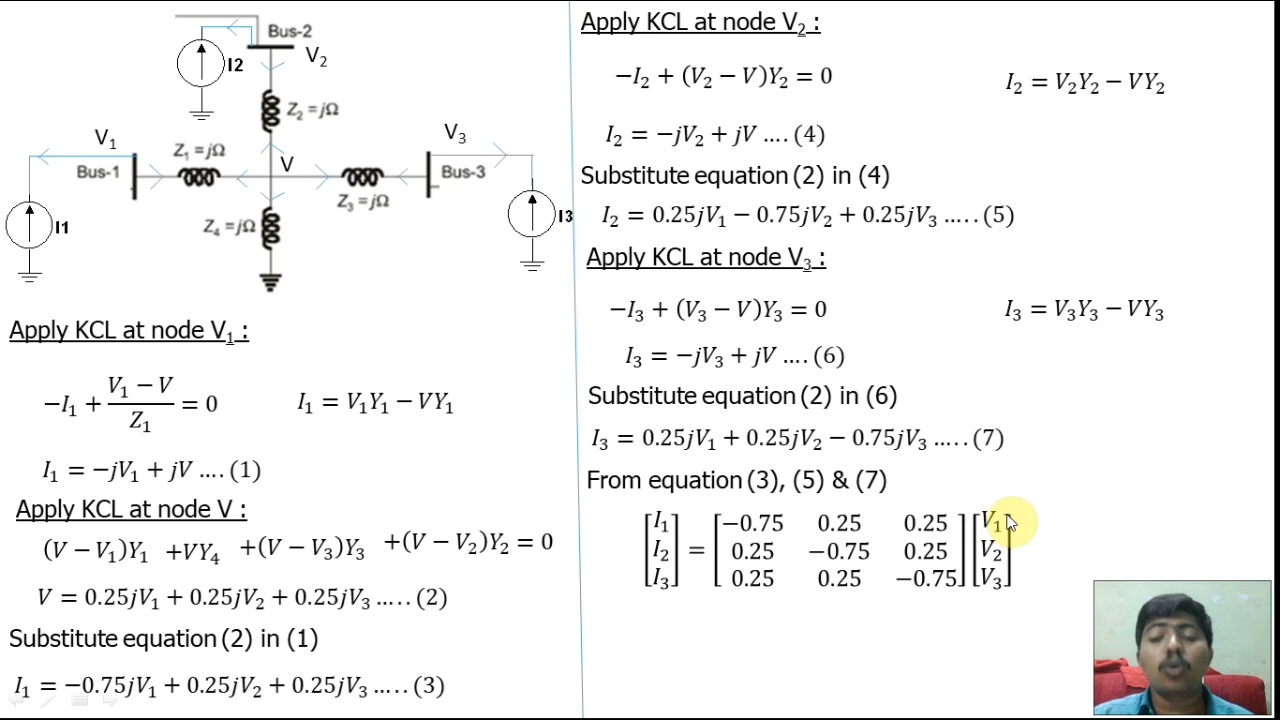 Bus-2
I2
V₂
Z₂ = jΩ
V₁
Z₁ = jΩ
V
V₃
Bus-1
Bus-3
Z₃ = jΩ
I1
Z₄ = jΩ
I3
Apply KCL at node V₁ :
−I₁ + (V₁ − V)/Z₁ = 0 I₁ = V₁Y₁ − VY₁
I₁ = −jV₁ + jV .... (1)
Apply KCL at node V :
(V − V₁)Y₁ +VY₄ +(V − V₃)Y₃ +(V − V₂)Y₂ = 0
V = 0.25jV₁ + 0.25jV₂ + 0.25jV₃ ..... (2)
Substitute equation (2) in (1)
I₁ = −0.75jV₁ + 0.25jV₂ + 0.25jV₃ ..... (3)
Apply KCL at node V₂ :
−I₂ + (V₂ − V)Y₂ = 0 I₂ = V₂Y₂ − VY₂
I₂ = −jV₂ + jV .... (4)
Substitute equation (2) in (4)
I₂ = 0.25jV₁ − 0.75jV₂ + 0.25jV₃ ..... (5)
Apply KCL at node V₃ :
−I₃ + (V₃ − V)Y₃ = 0 I₃ = V₃Y₃ − VY₃
I₃ = −jV₃ + jV .... (6)
Substitute equation (2) in (6)
I₃ = 0.25jV₁ + 0.25jV₂ − 0.75jV₃ ..... (7)
From equation (3), (5) & (7)
[I₁] [−0.75 0.25 0.25] [V₁]
[I₂] = [0.25 −0.75 0.25] [V₂]
[I₃] [0.25 0.25 −0.75] [V₃]